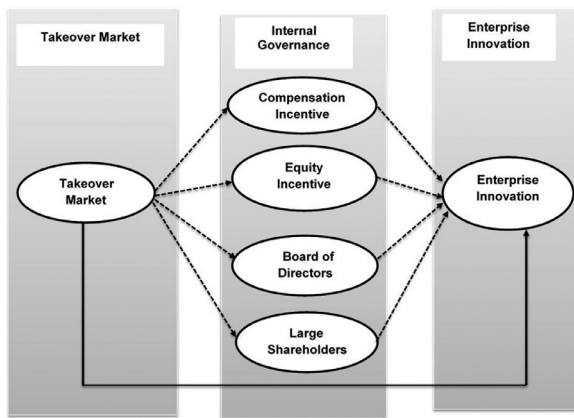 Takeover Market
Internal
Governance
Enterprise
Innovation
Compensation
Incentive
Equity
Incentive
Takeover
Market
Enterprise
Innovation
Board of
Directors
Large
Shareholders